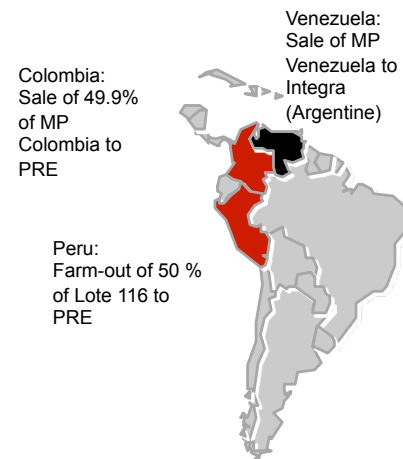 Venezuela:
Sale of MP
Venezuela to
Integra
(Argentine)
Colombia:
Sale of 49.9%
of MP
Colombia to
PRE
Peru:
Farm-out of 50 %
of Lote 116 to
PRE